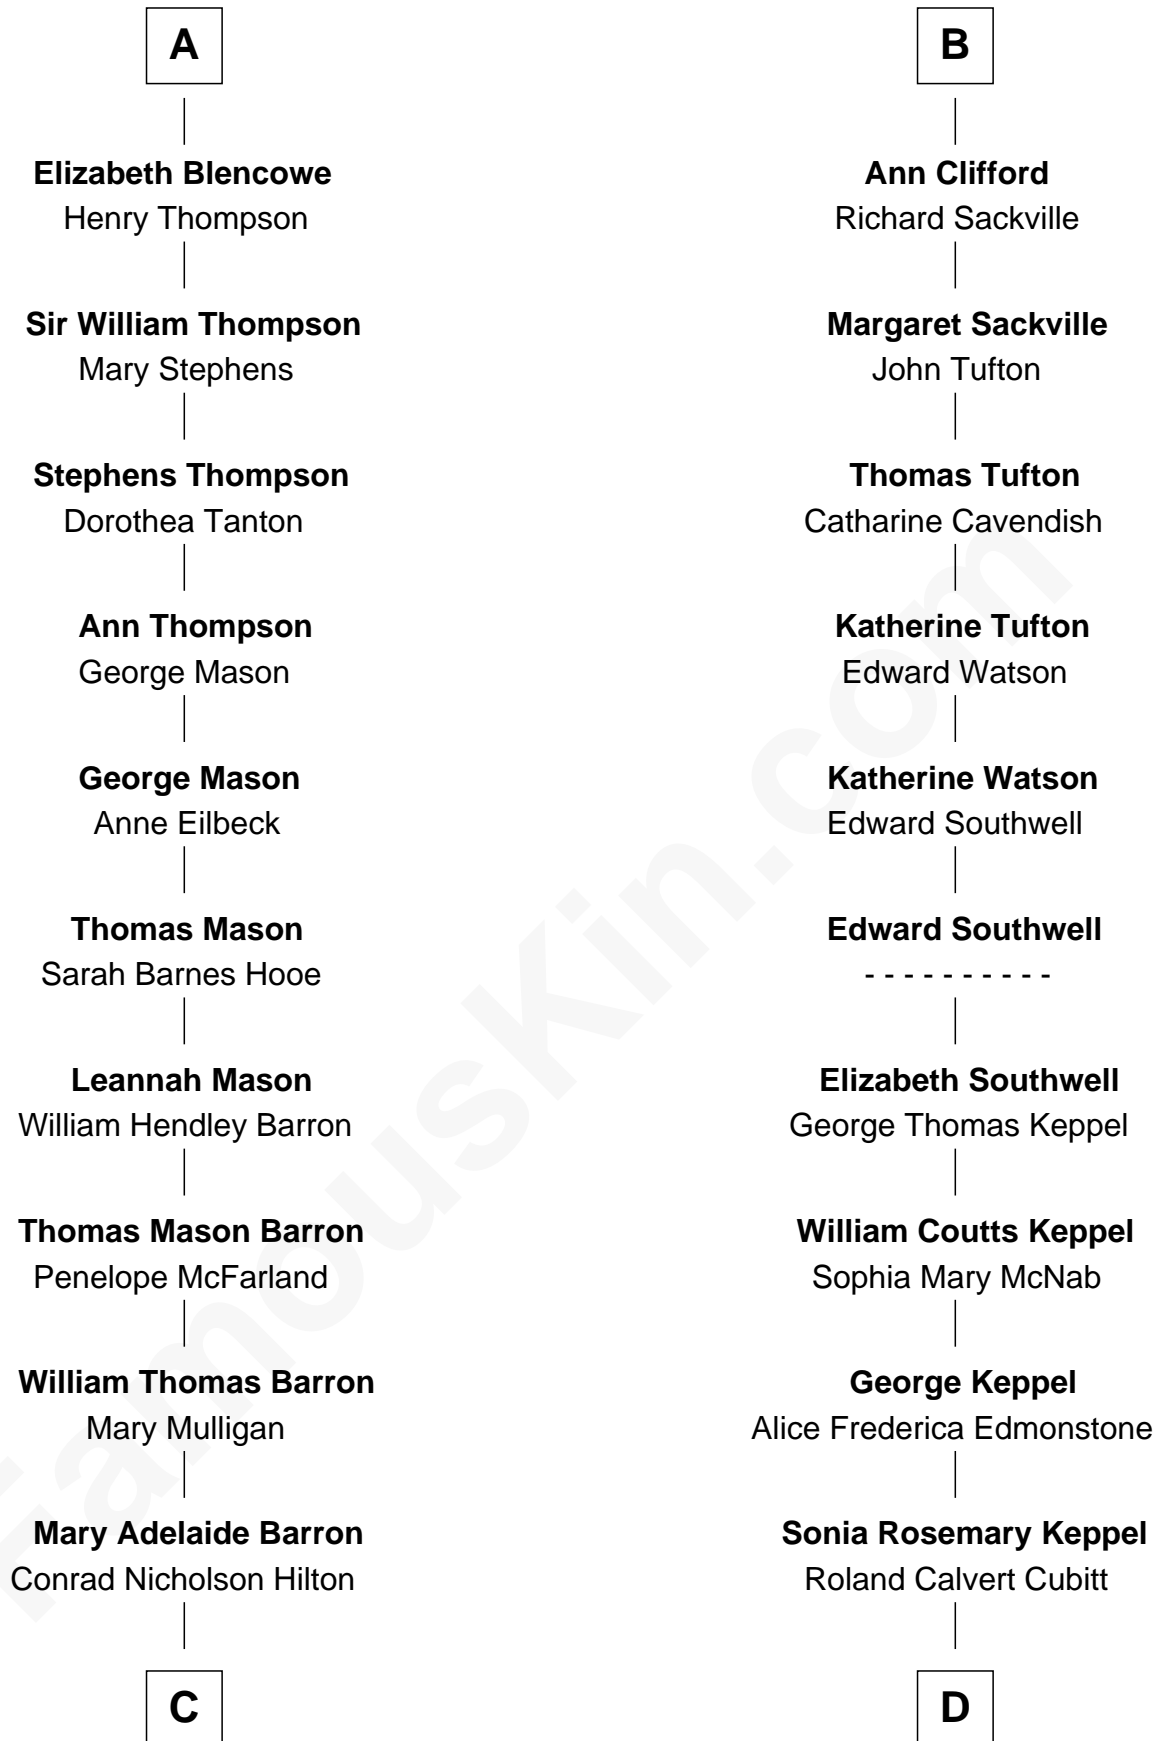 A
Elizabeth Blencowe
Henry Thompson
Sir William Thompson
Mary Stephens
Stephens Thompson
Dorothea Tanton
Ann Thompson
George Mason
George Mason
Anne Eilbeck
Thomas Mason
Sarah Barnes Hooe
Leannah Mason
William Hendley Barron
Thomas Mason Barron
Penelope McFarland
William Thomas Barron
Mary Mulligan
Mary Adelaide Barron
Conrad Nicholson Hilton
C
B
Ann Clifford
Richard Sackville
Margaret Sackville
John Tufton
Thomas Tufton
Catharine Cavendish
Katherine Tufton
Edward Watson
Katherine Watson
Edward Southwell
Edward Southwell
- - - - - - - - - -
Elizabeth Southwell
George Thomas Keppel
William Coutts Keppel
Sophia Mary McNab
George Keppel
Alice Frederica Edmonstone
Sonia Rosemary Keppel
Roland Calvert Cubitt
D
FamousKin.com